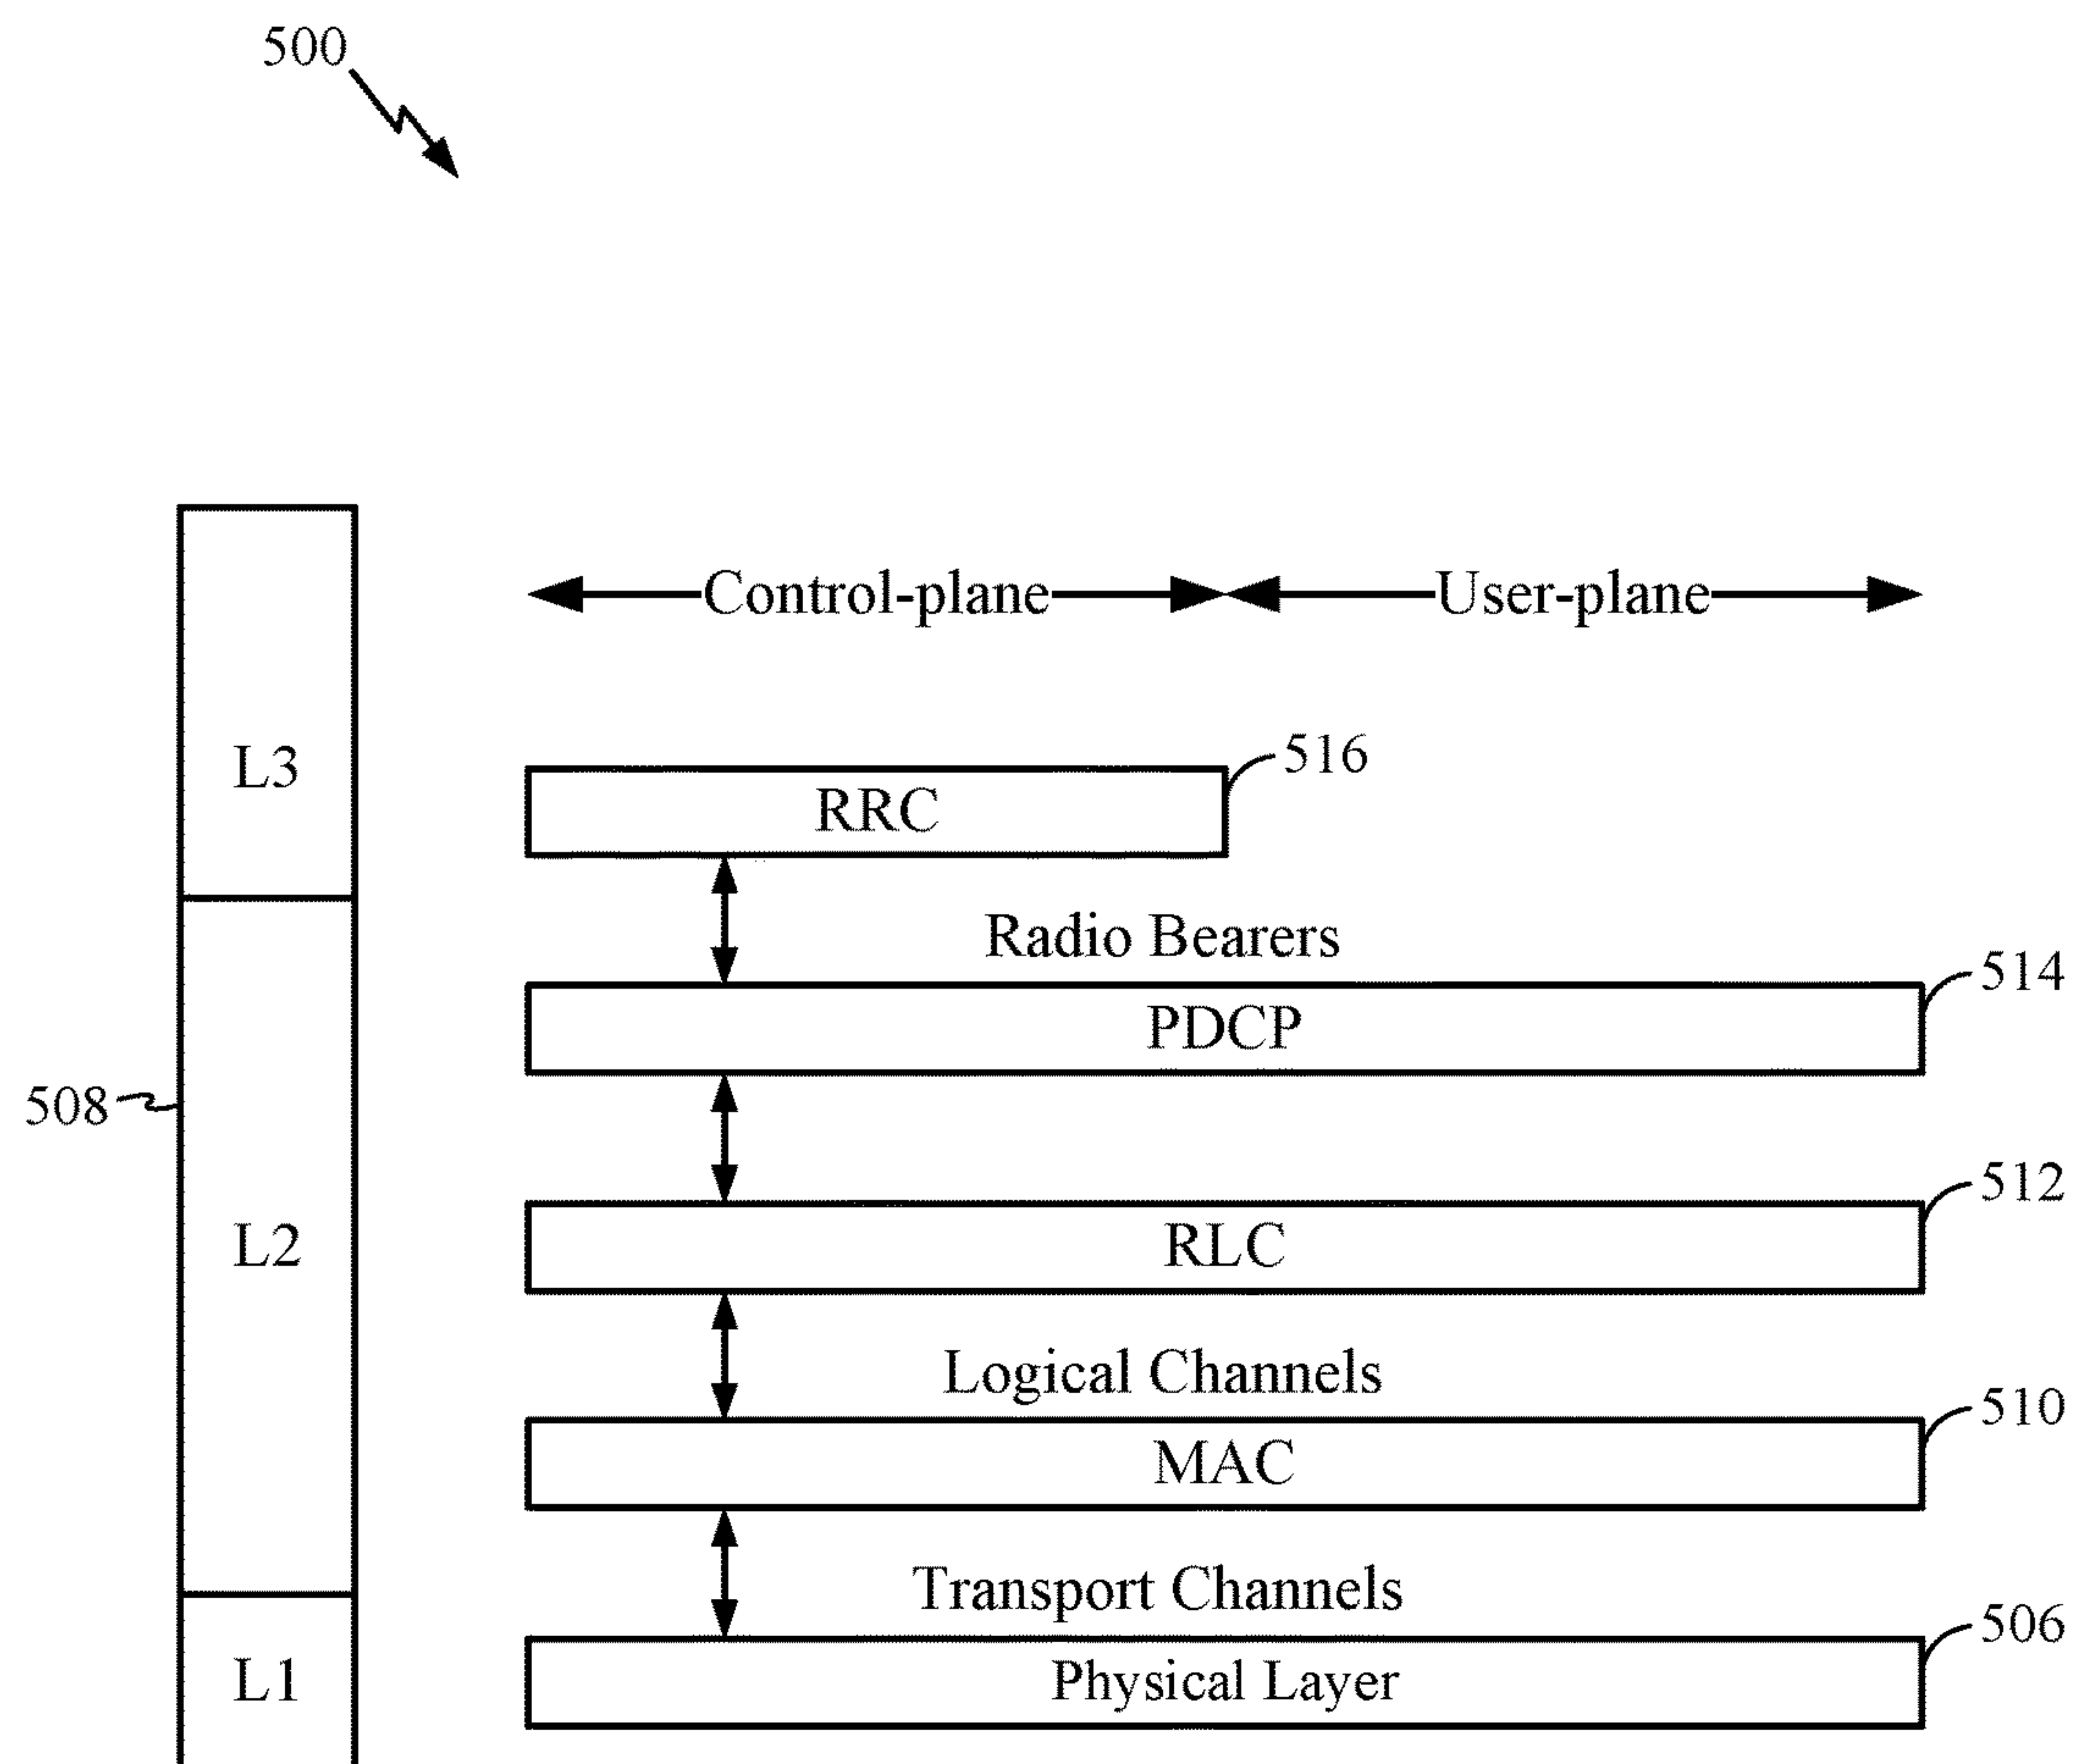 500
Control-plane User-plane
L3
516
RRC
Radio Bearers
514
PDCP
508
512
L2
RLC
Logical Channels
510
MAC
Transport Channels
506
L1
Physical Layer